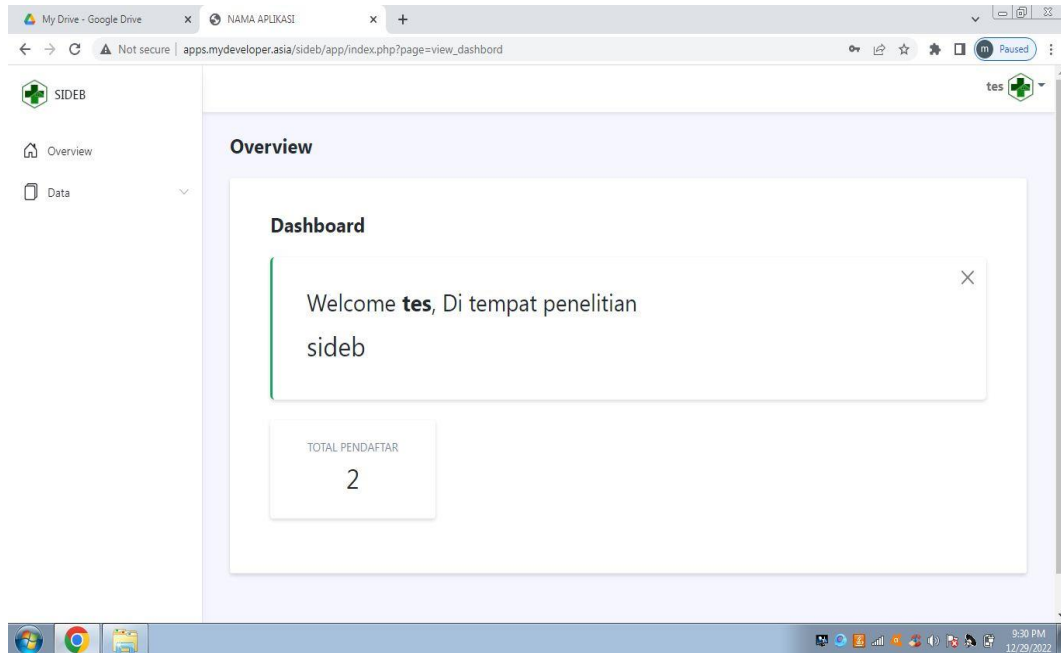 My Drive - Google Drive
NAMA APLIKASI
Not secure | apps.mydeveloper.asia/sideb/app/index.php?page=view_dashbord
m Paused
SIDEB
tes
Overview
Data
Overview
Dashboard
Welcome tes, Di tempat penelitian
sideb
TOTAL PENDAFTAR
2
9:30 PM
12/29/2022